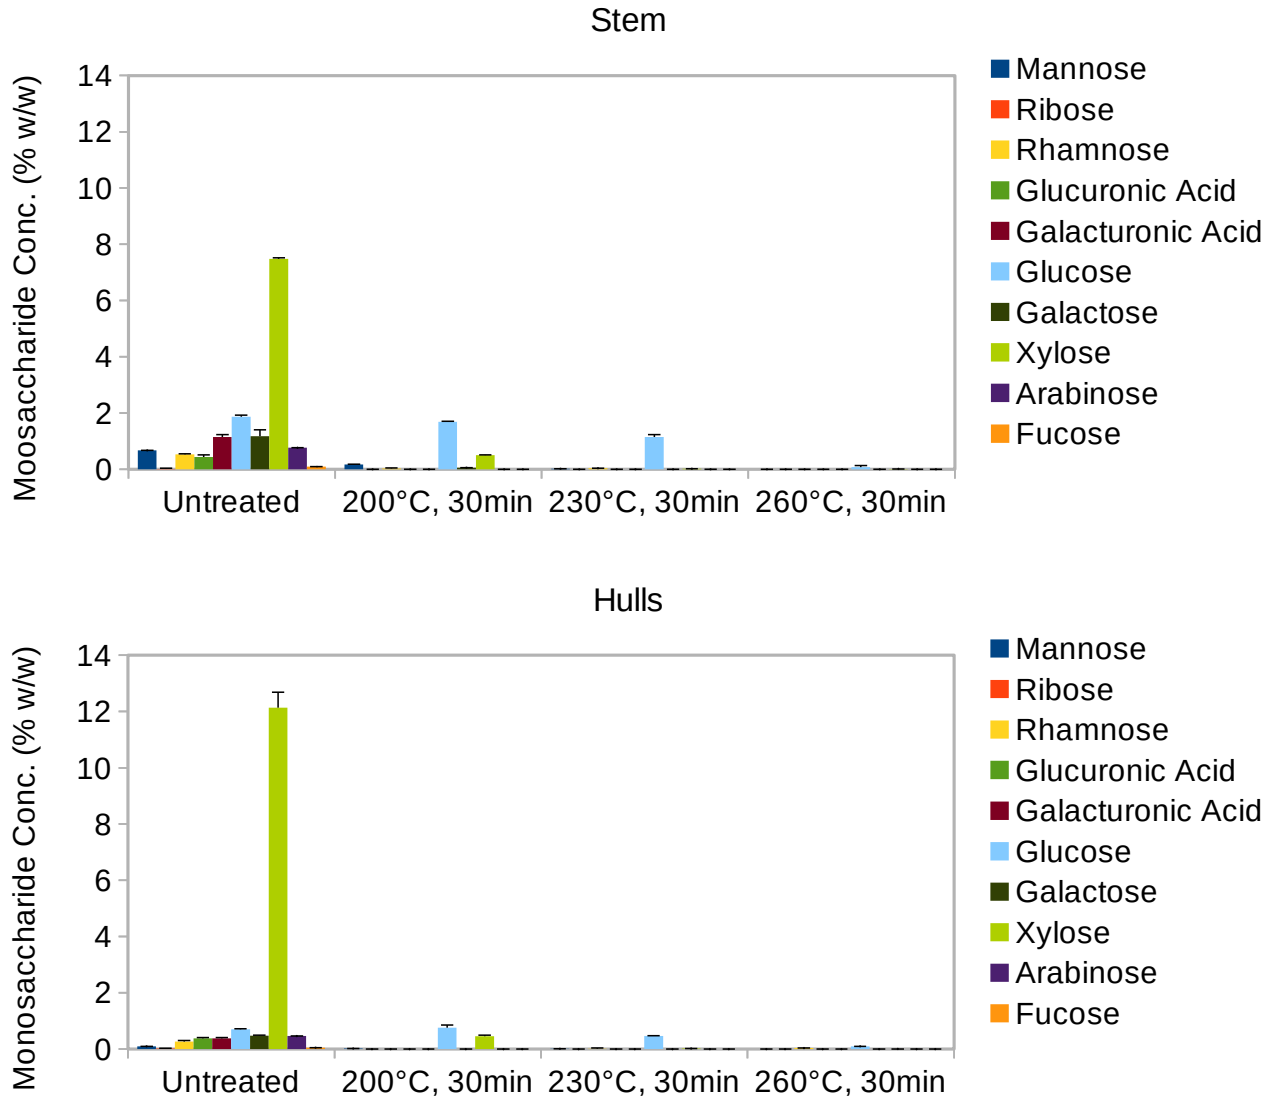 Stem
Moosaccharide Conc. (% w/w)
14
12
10
8
6
4
2
0
Untreated
200°C, 30min
230°C, 30min
260°C, 30min
Mannose
Ribose
Rhamnose
Glucuronic Acid
Galacturonic Acid
Glucose
Galactose
Xylose
Arabinose
Fucose
Hulls
Monosaccharide Conc. (% w/w)
14
12
10
8
6
4
2
0
Untreated
200°C, 30min
230°C, 30min
260°C, 30min
Mannose
Ribose
Rhamnose
Glucuronic Acid
Galacturonic Acid
Glucose
Galactose
Xylose
Arabinose
Fucose